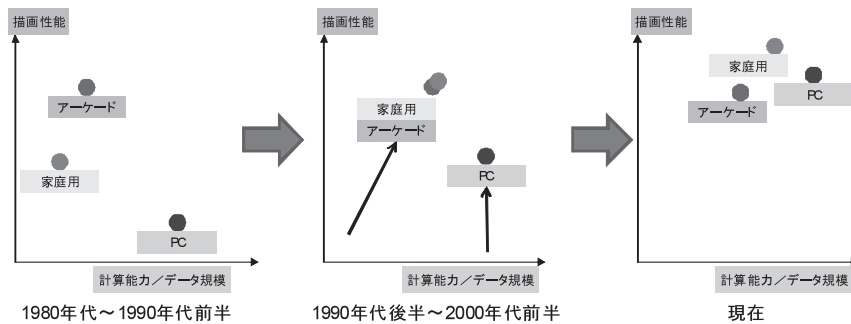 描画性能
アーケード
家庭用
PC
計算能力／データ規模
1980年代～1990年代前半
描画性能
家庭用
アーケード
PC
計算能力／データ規模
1990年代後半～2000年代前半
描画性能
家庭用
PC
アーケード
計算能力／データ規模
現在